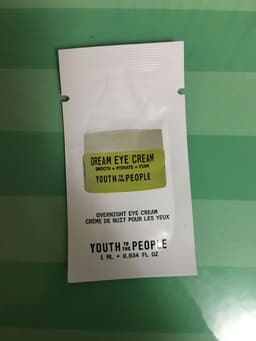 DREAM EYE CREAM
SMOOTH + HYDRATE + FIRM
YOUTH TO THE PEOPLE
OVERNIGHT EYE CREAM
CRÈME DE NUIT POUR LES YEUX
YOUTH TO THE PEOPLE
1 ML • 0.034 FL OZ